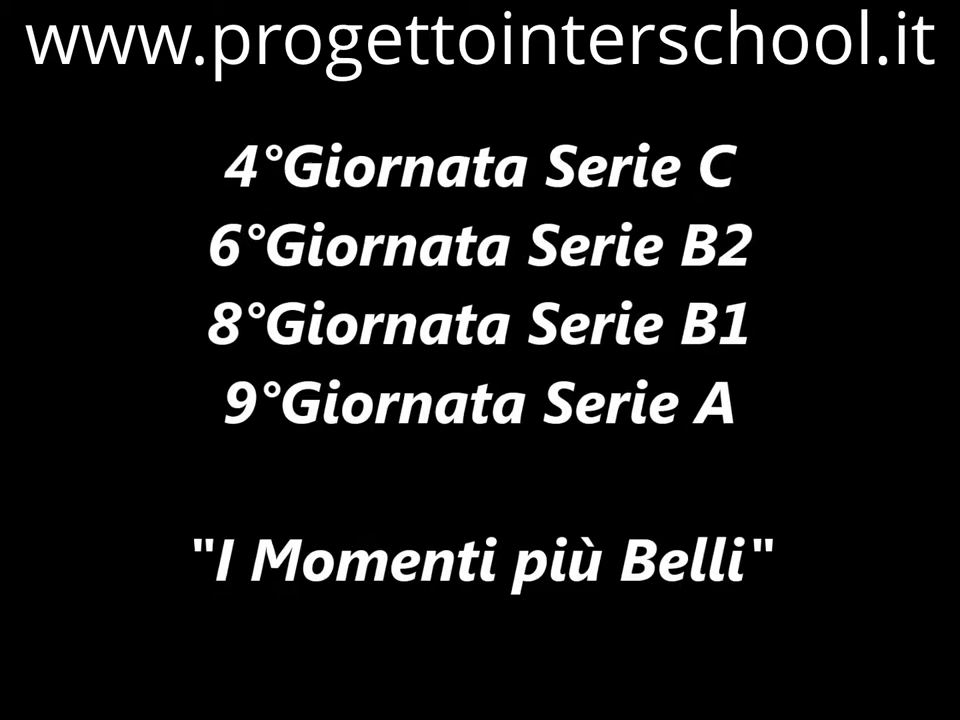 www.progettointerschool.it
4°Giornata Serie C
6°Giornata Serie B2
8°Giornata Serie B1
9°Giornata Serie A
"I Momenti più Belli"